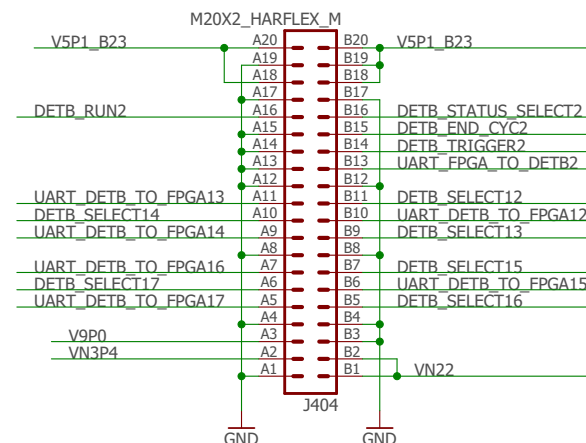 M20X2_HARFLEX_M
V5P1_B23 A20 B20 V5P1_B23
A19 B19
A18 B18
A17 B17
DETB_RUN2 A16 B16 DETB_STATUS_SELECT2
A15 B15 DETB_END_CYC2
A14 B14 DETB_TRIGGER2
A13 B13 UART_FPGA_TO_DETB2
A12 B12
UART_DETB_TO_FPGA13 A11 B11 DETB_SELECT12
DETB_SELECT14 A10 B10 UART_DETB_TO_FPGA12
UART_DETB_TO_FPGA14 A9 B9 DETB_SELECT13
A8 B8
UART_DETB_TO_FPGA16 A7 B7 DETB_SELECT15
DETB_SELECT17 A6 B6 UART_DETB_TO_FPGA15
UART_DETB_TO_FPGA17 A5 B5 DETB_SELECT16
A4 B4
V9P0 A3 B3
VN3P4 A2 B2
A1 B1 VN22
J404
GND GND